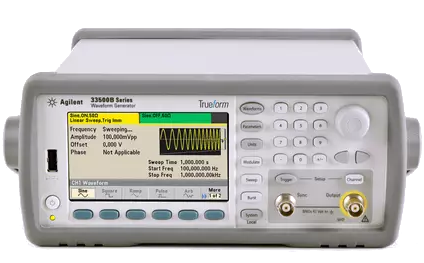 Agilent
33500B Series
Waveform Generator
Trueform
Sine,ON,50Ω
Sine,OFF,50Ω
Linear Sweep,Trig Imm
Frequency Sweeping...
Amplitude 100,000mVpp
Offset 0,000 V
Phase Not Applicable
Sweep Time 1,000,000 s
Start Freq 100,000,000 Hz
Stop Freq 1,000,000,00kHz
CH1 Waveform
Sine Square Ramp Pulse Arb More
1 of 2
Waveforms
Parameters
Units
Modulate
Sweep
Burst
System
Local
1 2 3
4 5 6
7 8 9
0
Trigger
Setup
Channel
Sync
Output